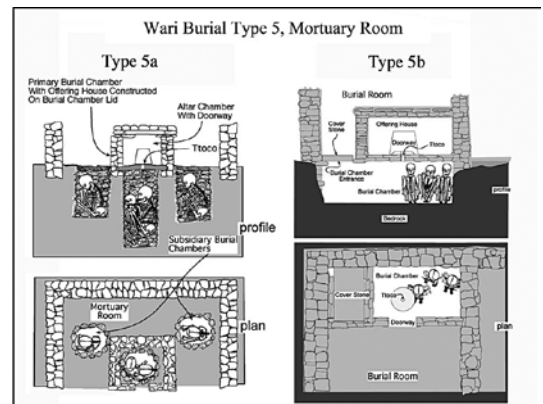 Wari Burial Type 5, Mortuary Room
Type 5a
Primary Burial Chamber
With Offering House Constructed
On Burial Chamber Lid
Altar Chamber
With Doorway
Ttoco
profile
Subsidiary Burial
Chambers
Mortuary
Room
plan
Type 5b
Burial Room
Cover
Stone
Offering House
Doorway
Ttoco
Burial Chamber
Entrance
Burial Chamber
profile
Bedrock
Burial Chamber
Cover Stone
Ttoco
Doorway
plan
Burial Room